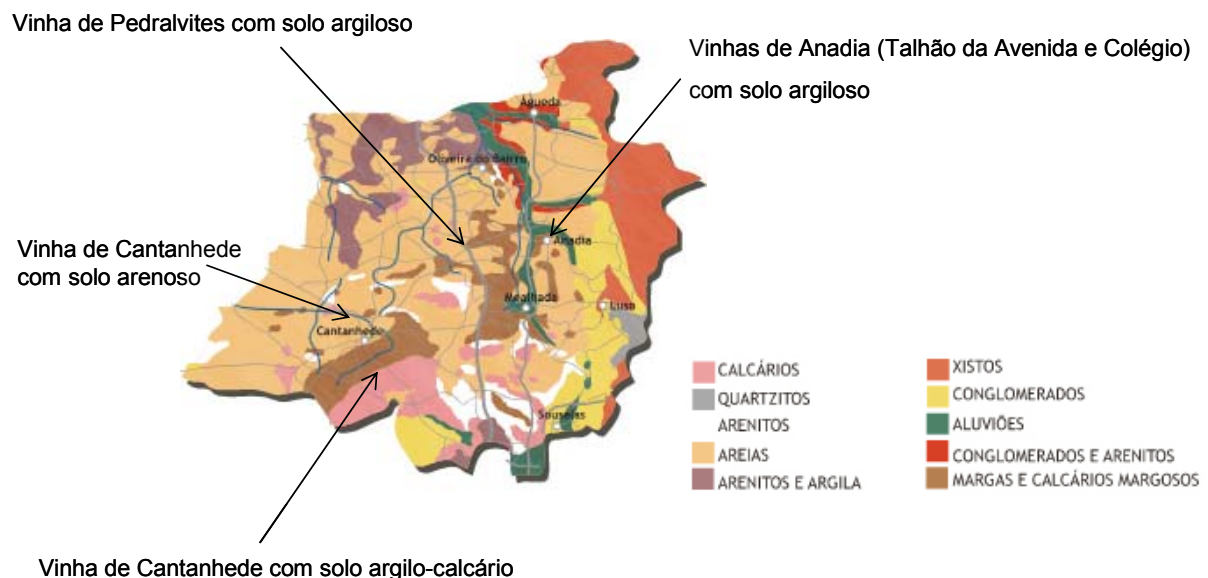 Vinha de Pedralvites com solo argiloso
Vinhas de Anadia (Talhão da Avenida e Colégio)
com solo argiloso
Águeda
Oliveira do Bairro
Anadia
Vinha de Cantanhede
com solo arenoso
Mealhada
Luso
Cantanhede
Souselas
CALCÁRIOS
QUARTZITOS
ARENITOS
AREIAS
ARENITOS E ARGILA
XISTOS
CONGLOMERADOS
ALUVIÕES
CONGLOMERADOS E ARENITOS
MARGAS E CALCÁRIOS MARGOSOS
Vinha de Cantanhede com solo argilo-calcário